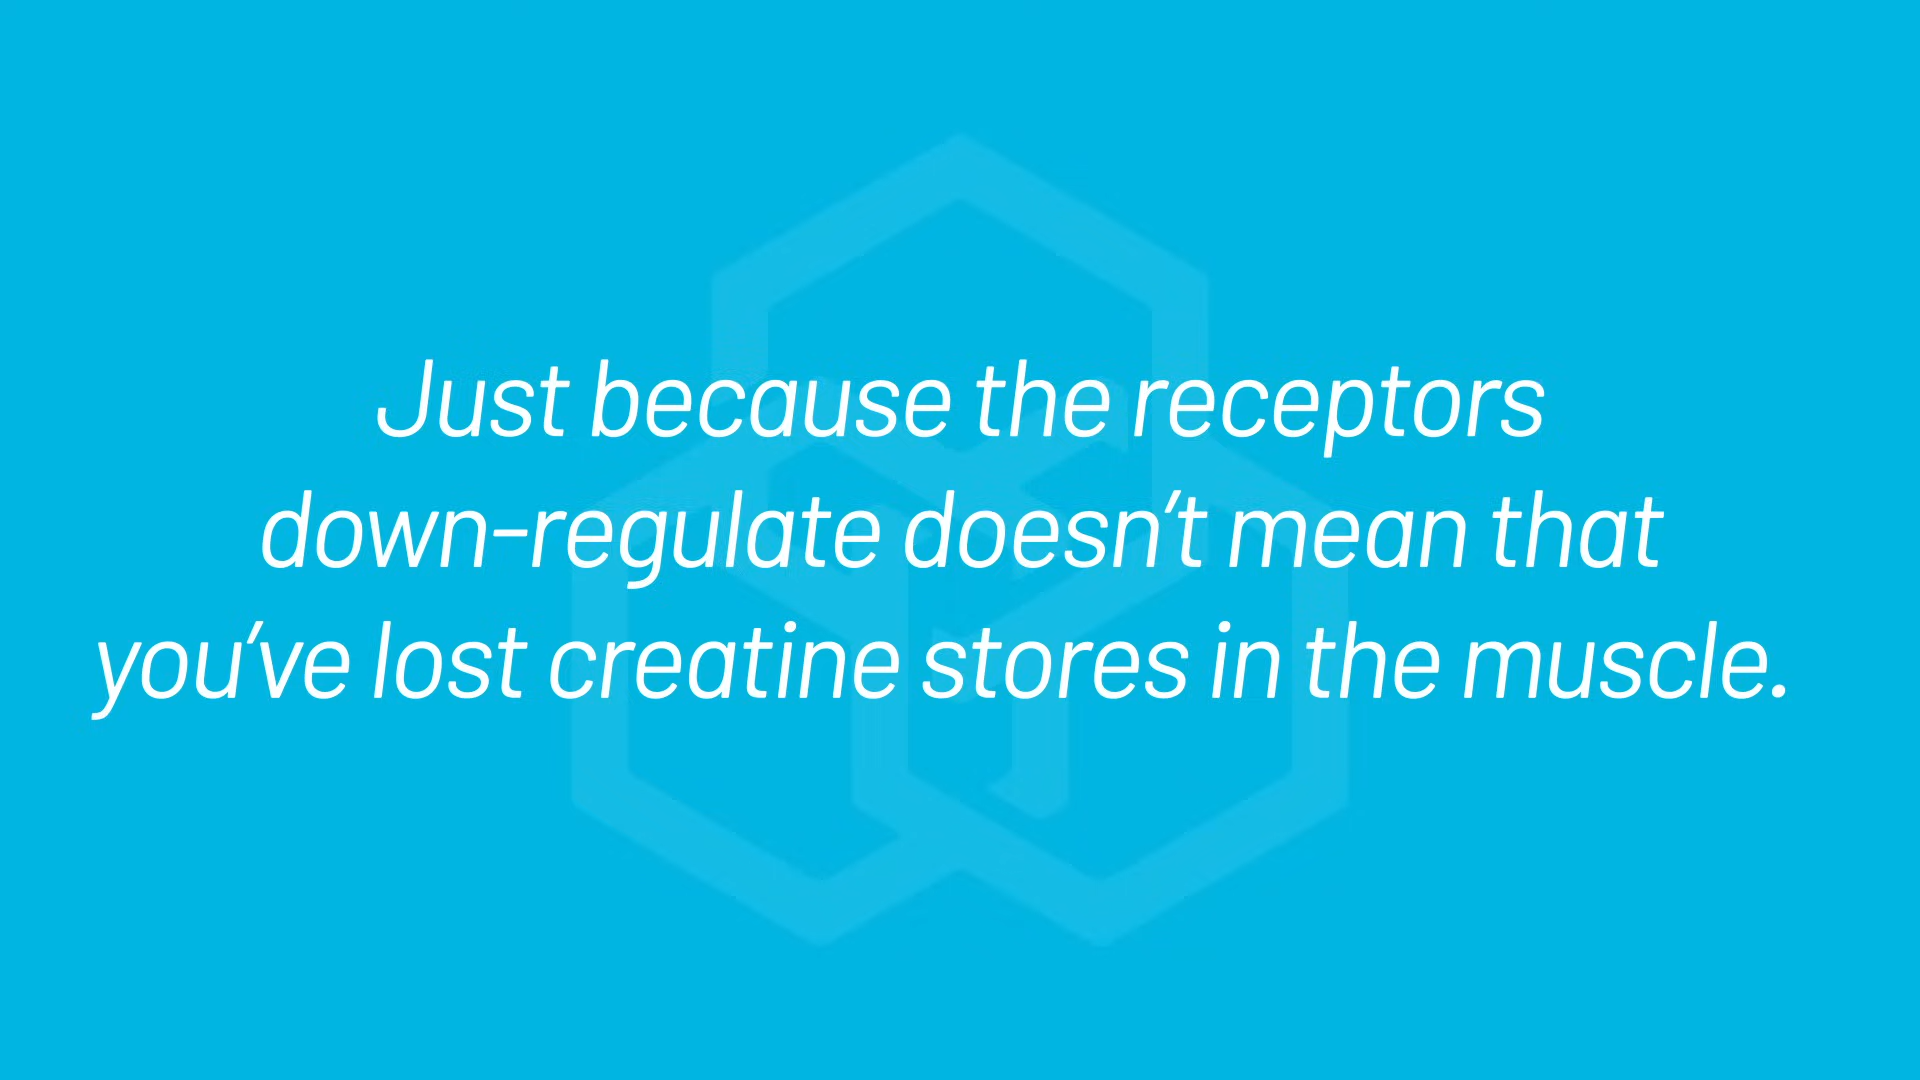 Just because the receptors
down-regulate doesn’t mean that
you’ve lost creatine stores in the muscle.